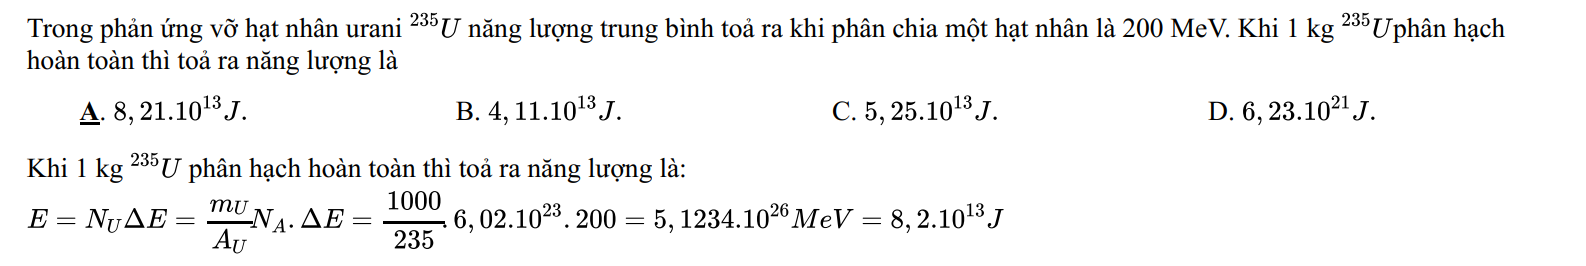 Trong phản ứng vỡ hạt nhân urani $^{235}U$ năng lượng trung bình toả ra khi phân chia một hạt nhân là 200 MeV. Khi 1 kg $^{235}U$phân hạch
hoàn toàn thì toả ra năng lượng là
A. $8,21.10^{13}J.$ B. $4,11.10^{13}J.$ C. $5,25.10^{13}J.$ D. $6,23.10^{21}J.$
Khi 1 kg $^{235}U$ phân hạch hoàn toàn thì toả ra năng lượng là:
$E = N_U\Delta E = \frac{m_U}{A_U}N_A.\Delta E = \frac{1000}{235}.6,02.10^{23}.200 = 5,1234.10^{26}MeV = 8,2.10^{13}J$